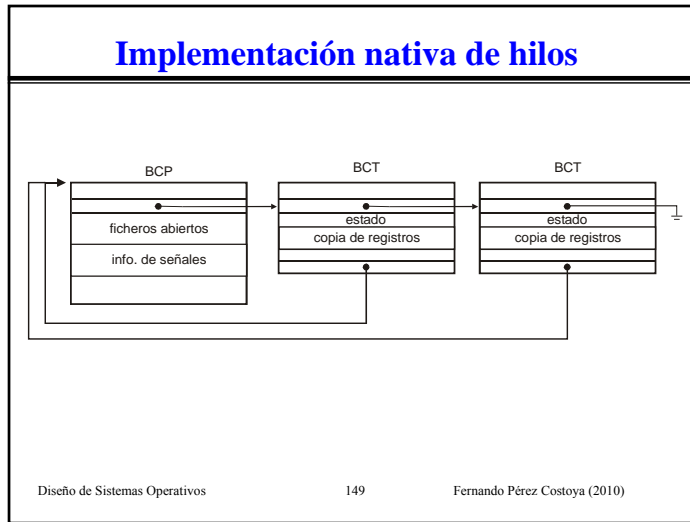 Implementación nativa de hilos
BCP
BCT
BCT
ficheros abiertos
info. de señales
estado
copia de registros
estado
copia de registros
Diseño de Sistemas Operativos
149
Fernando Pérez Costoya (2010)